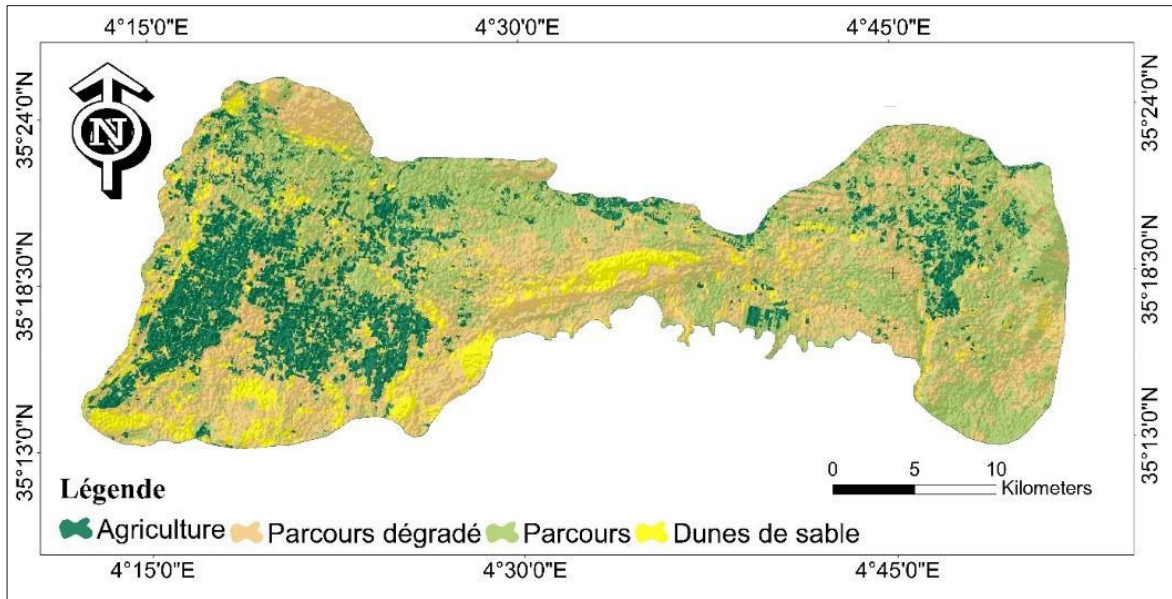 4°15'0"E 4°30'0"E 4°45'0"E
35°24'0"N 35°24'0"N
N
35°18'30"N 35°18'30"N
35°13'0"N 35°13'0"N
0 5 10
Kilometers
Légende
Agriculture Parcours dégradé Parcours Dunes de sable
4°15'0"E 4°30'0"E 4°45'0"E